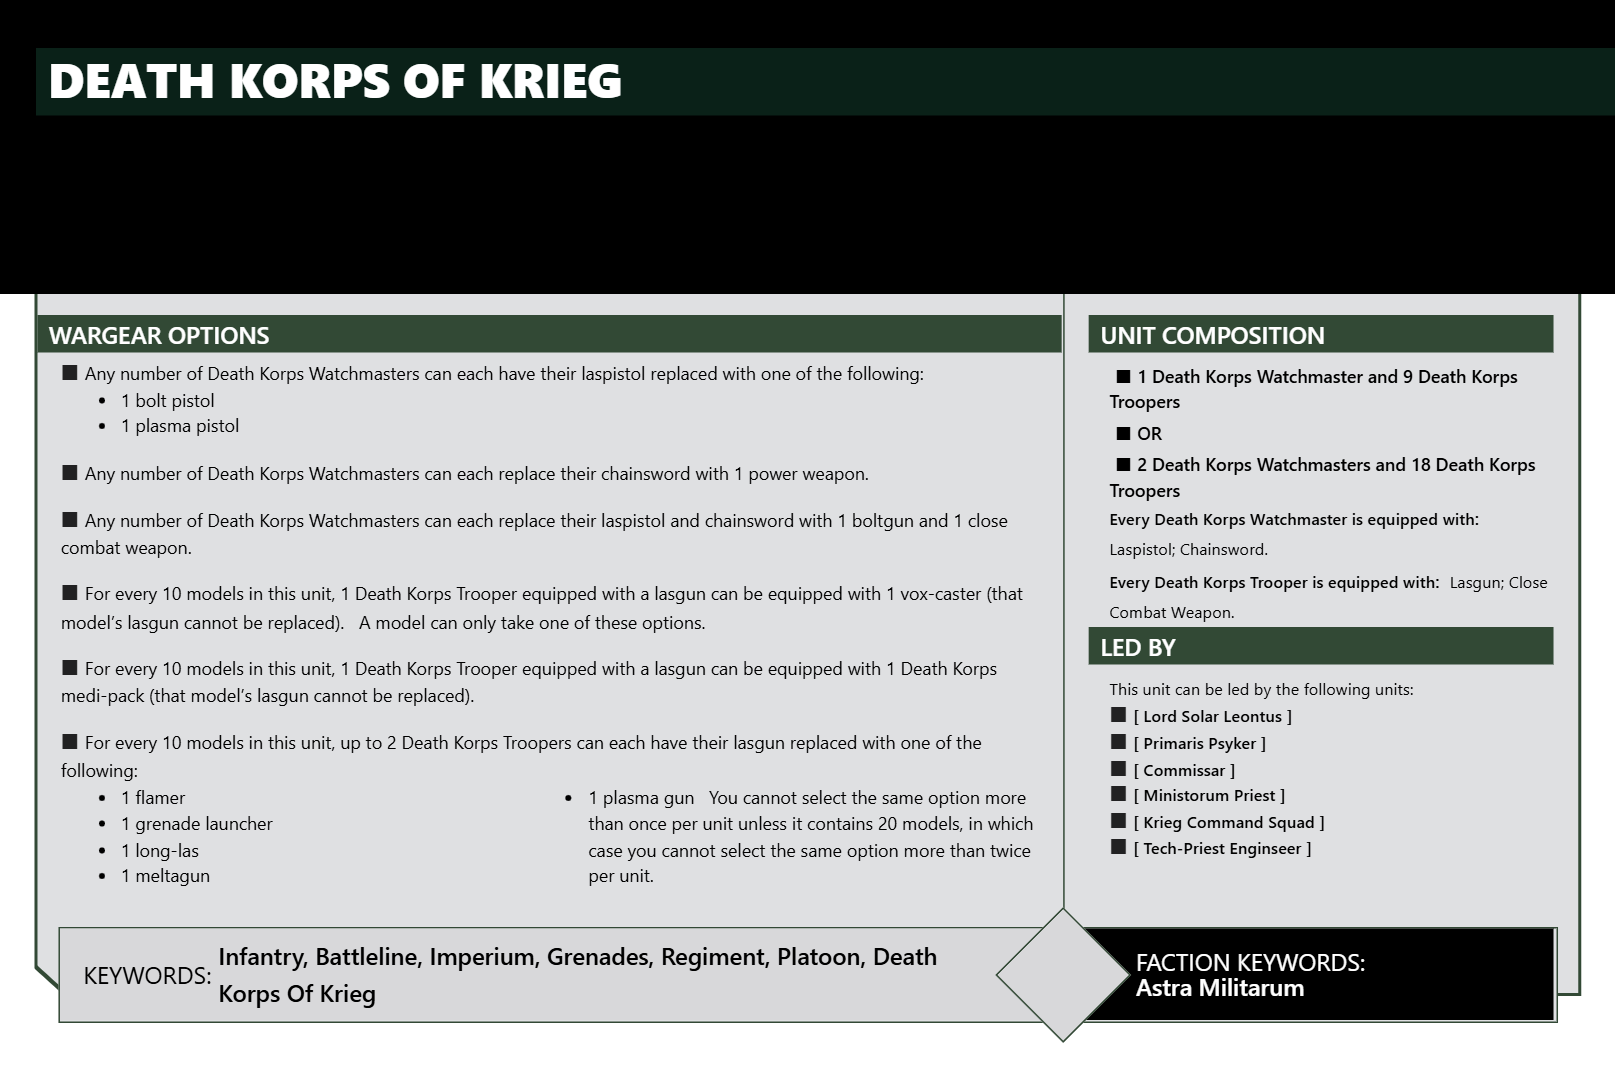 DEATH KORPS OF KRIEG
WARGEAR OPTIONS
■ Any number of Death Korps Watchmasters can each have their laspistol replaced with one of the following:
• 1 bolt pistol
• 1 plasma pistol
■ Any number of Death Korps Watchmasters can each replace their chainsword with 1 power weapon.
■ Any number of Death Korps Watchmasters can each replace their laspistol and chainsword with 1 boltgun and 1 close
combat weapon.
■ For every 10 models in this unit, 1 Death Korps Trooper equipped with a lasgun can be equipped with 1 vox-caster (that
model’s lasgun cannot be replaced).   A model can only take one of these options.
■ For every 10 models in this unit, 1 Death Korps Trooper equipped with a lasgun can be equipped with 1 Death Korps
medi-pack (that model’s lasgun cannot be replaced).
■ For every 10 models in this unit, up to 2 Death Korps Troopers can each have their lasgun replaced with one of the
following:
• 1 flamer
• 1 grenade launcher
• 1 long-las
• 1 meltagun
• 1 plasma gun   You cannot select the same option more
than once per unit unless it contains 20 models, in which
case you cannot select the same option more than twice
per unit.
UNIT COMPOSITION
■ 1 Death Korps Watchmaster and 9 Death Korps
Troopers
■ OR
■ 2 Death Korps Watchmasters and 18 Death Korps
Troopers
Every Death Korps Watchmaster is equipped with:
Laspistol; Chainsword.
Every Death Korps Trooper is equipped with:  Lasgun; Close
Combat Weapon.
LED BY
This unit can be led by the following units:
■ [ Lord Solar Leontus ]
■ [ Primaris Psyker ]
■ [ Commissar ]
■ [ Ministorum Priest ]
■ [ Krieg Command Squad ]
■ [ Tech-Priest Enginseer ]
KEYWORDS: Infantry, Battleline, Imperium, Grenades, Regiment, Platoon, Death
Korps Of Krieg
FACTION KEYWORDS:
Astra Militarum